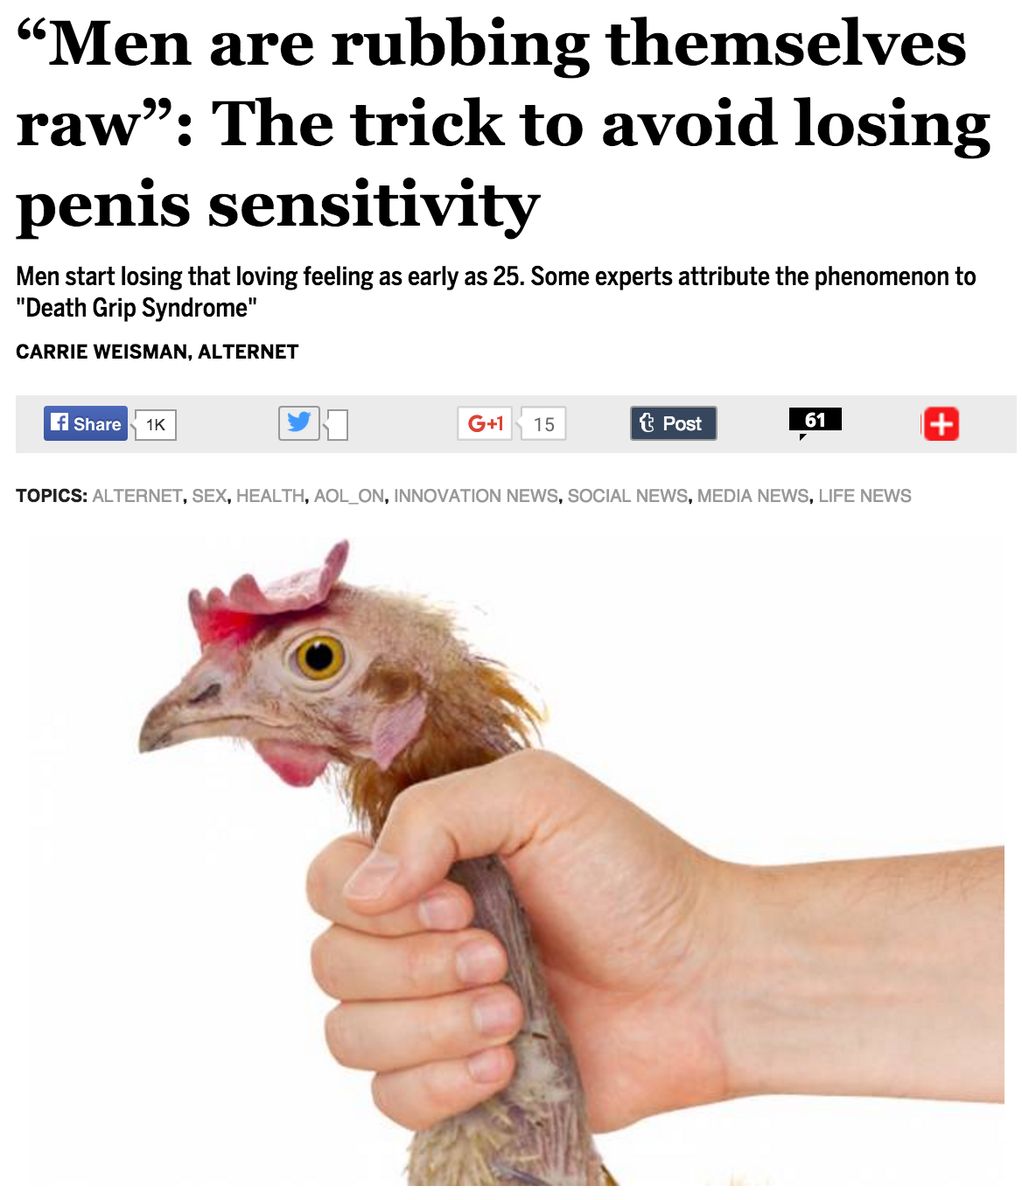 “Men are rubbing themselves
raw”: The trick to avoid losing
penis sensitivity
Men start losing that loving feeling as early as 25. Some experts attribute the phenomenon to
"Death Grip Syndrome"
CARRIE WEISMAN, ALTERNET
Share 1K G+1 15 Post 61
TOPICS: ALTERNET, SEX, HEALTH, AOL_ON, INNOVATION NEWS, SOCIAL NEWS, MEDIA NEWS, LIFE NEWS